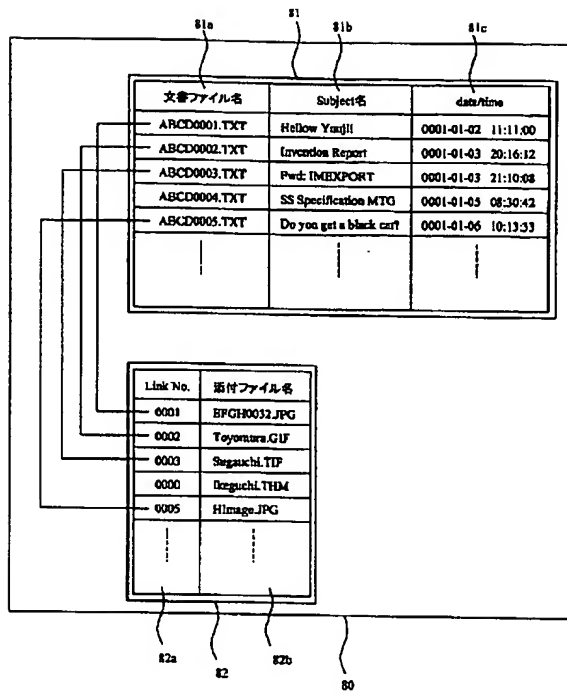 81a 81 81b 81c
文書ファイル名 Subject名 date/time
ABCD0001.TXT Hellow Yuuji!! 0001-01-02 11:11:00
ABCD0002.TXT Invention Report 0001-01-03 20:16:12
ABCD0003.TXT Fwd: IMEXPORT 0001-01-03 21:10:08
ABCD0004.TXT SS Specification MTG 0001-01-05 08:30:42
ABCD0005.TXT Do you get a black car? 0001-01-06 10:13:53
Link No. 添付ファイル名
0001 EFGH0032.JPG
0002 Toyomura.GIF
0003 Sugauchi.TIF
0000 Ikeguchi.THM
0005 HImage.JPG
82a 82 82b 80